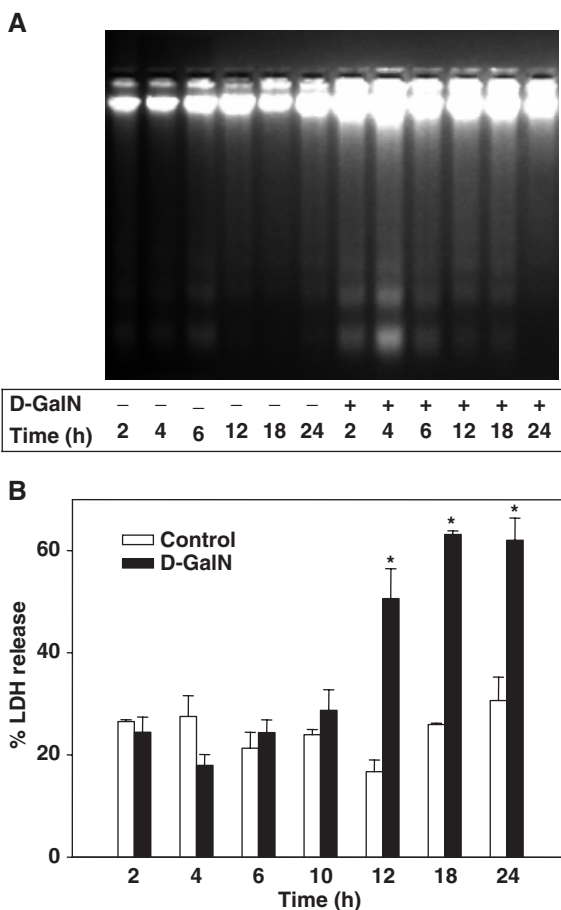 A
D-GalN – – – – – – + + + + + +
Time (h) 2 4 6 12 18 24 2 4 6 12 18 24
B
Control
D-GalN
60
40
20
0
% LDH release
* * *
2 4 6 10 12 18 24
Time (h)